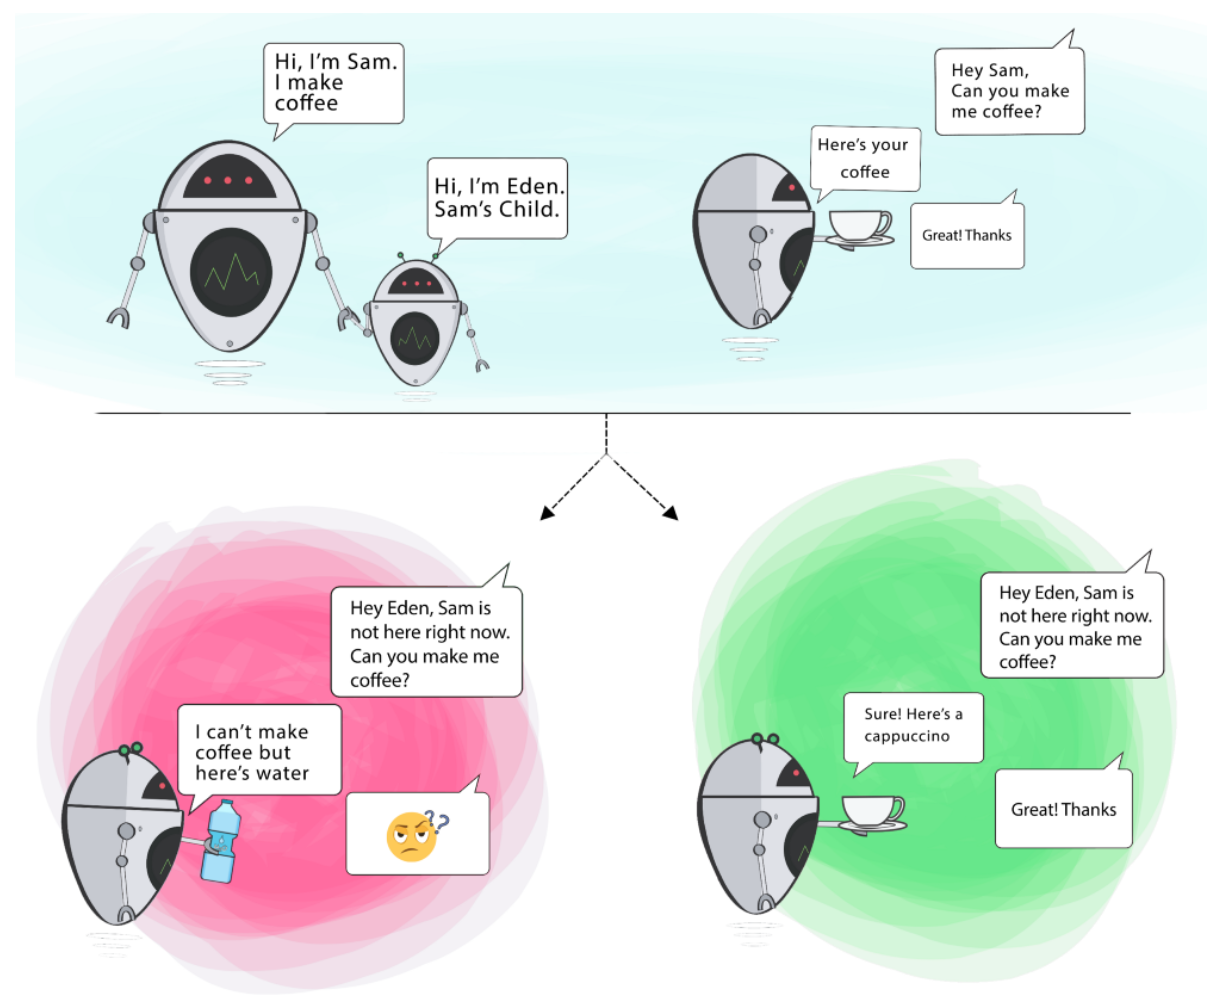 Hi, I'm Sam.
I make
coffee
Hi, I'm Eden.
Sam's Child.
Hey Sam,
Can you make
me coffee?
Here's your
coffee
Great! Thanks
Hey Eden, Sam is
not here right now.
Can you make me
coffee?
I can't make
coffee but
here's water
??
Hey Eden, Sam is
not here right now.
Can you make me
coffee?
Sure! Here's a
cappuccino
Great! Thanks